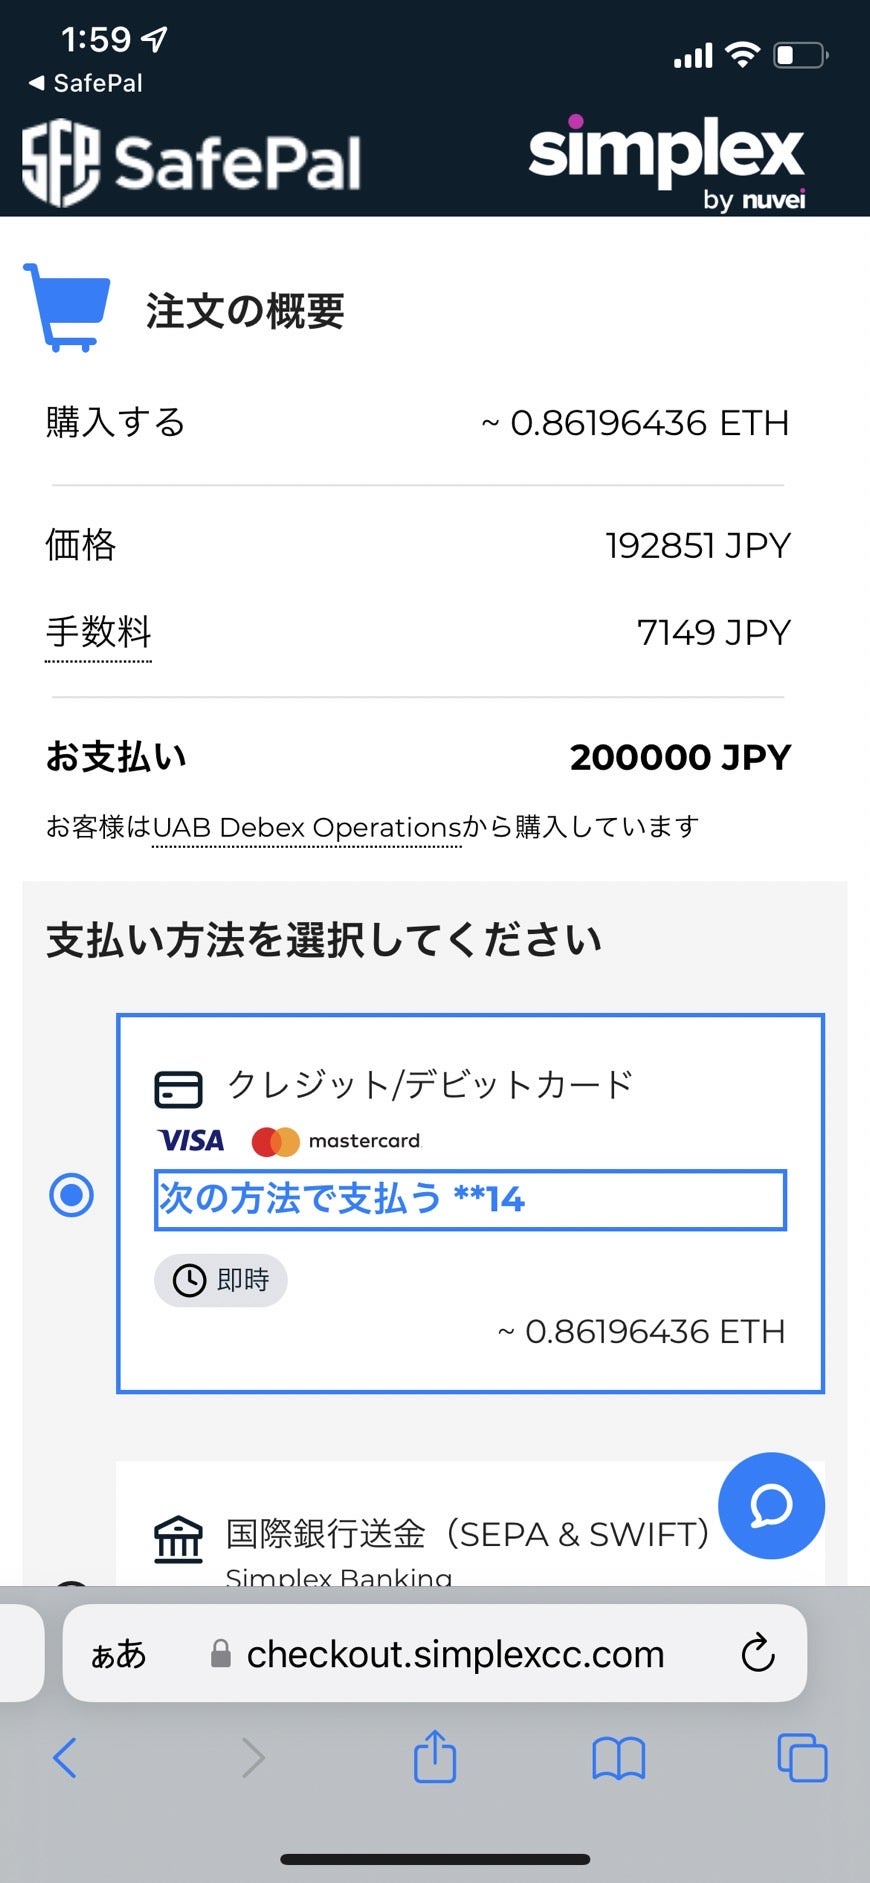 1:59
◀ SafePal
SFP SafePal
simplex
by nuvei
注文の概要
購入する ~ 0.86196436 ETH
価格 192851 JPY
手数料 7149 JPY
お支払い 200000 JPY
お客様はUAB Debex Operationsから購入しています
支払い方法を選択してください
クレジット/デビットカード
VISA mastercard
次の方法で支払う **14
即時
~ 0.86196436 ETH
国際銀行送金（SEPA & SWIFT）
Simplex Banking
ぁあ checkout.simplexcc.com